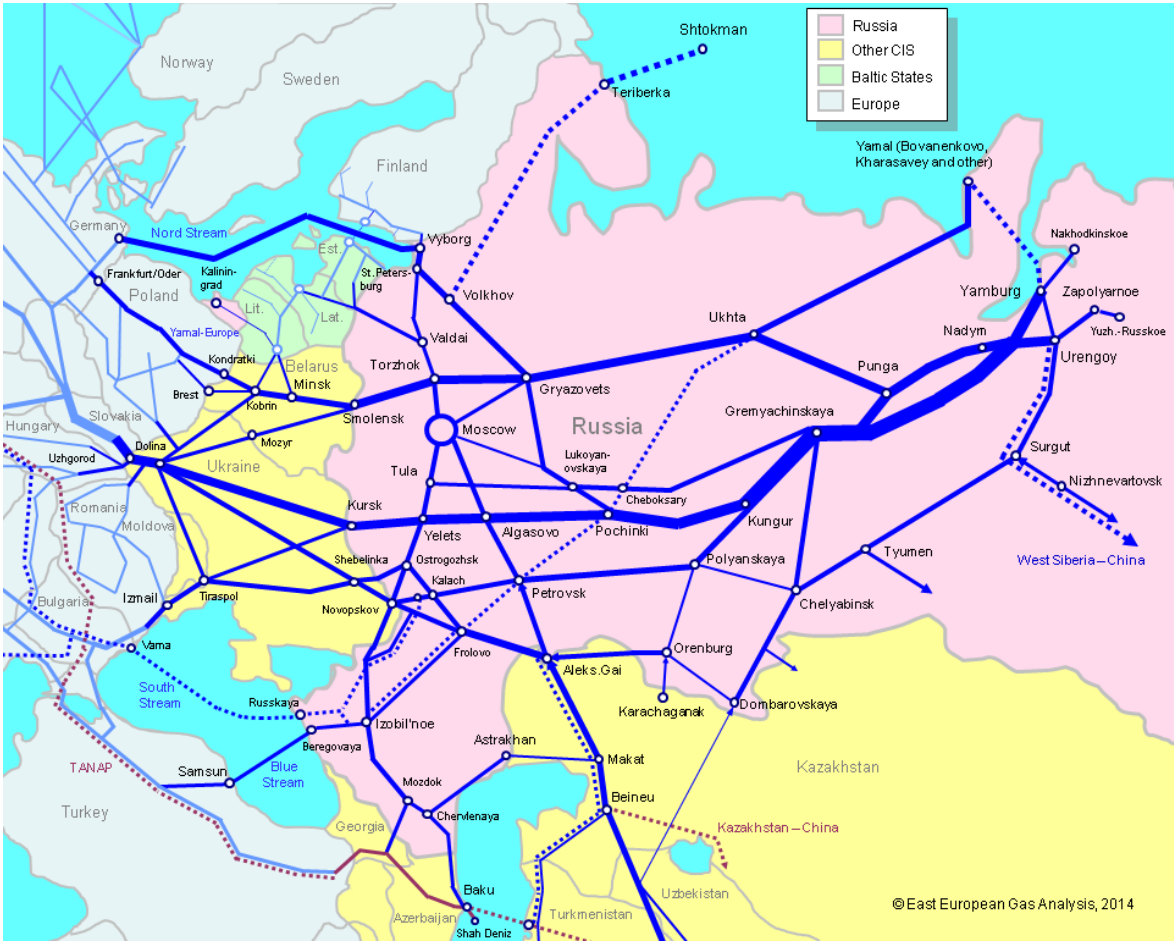 Russia
Other CIS
Baltic States
Europe
Shtokman
Norway
Sweden
Teriberka
Finland
Yamal (Bovanenkovo,
Kharasavey and other)
Germany
Nord Stream
Vyborg
Est.
Nakhodkinskoe
Frankfurt/Oder
Kalinin-
grad
St.Peters-
burg
Volkhov
Yamburg
Zapolyarnoe
Poland
Lit.
Lat.
Ukhta
Yuzh.-Russkoe
Yamal-Europe
Valdai
Nadym
Urengoy
Kondratki
Belarus
Torzhok
Punga
Brest
Minsk
Gryazovets
Kobrin
Smolensk
Gremyachinskaya
Slovakia
Hungary
Moscow
Russia
Dolina
Mozyr
Surgut
Uzhgorod
Ukraine
Tula
Lukoyan-
ovskaya
Cheboksary
Nizhnevartovsk
Romania
Kursk
Kungur
Moldova
Yelets
Algasovo
Pochinki
Shebelinka
Ostrogozhsk
Polyanskaya
Tyumen
West Siberia – China
Kalach
Izmail
Tiraspol
Novopskov
Petrovsk
Chelyabinsk
Bulgaria
Varna
Frolovo
Aleks.Gai
Orenburg
South
Stream
Russkaya
Karachaganak
Dombarovskaya
Izobil'noe
Beregovaya
Astrakhan
Makat
Kazakhstan
TANAP
Samsun
Blue
Stream
Mozdok
Beineu
Turkey
Chervlenaya
Kazakhstan – China
Georgia
Uzbekistan
Baku
Azerbaijan
Shah Deniz
Turkmenistan
© East European Gas Analysis, 2014